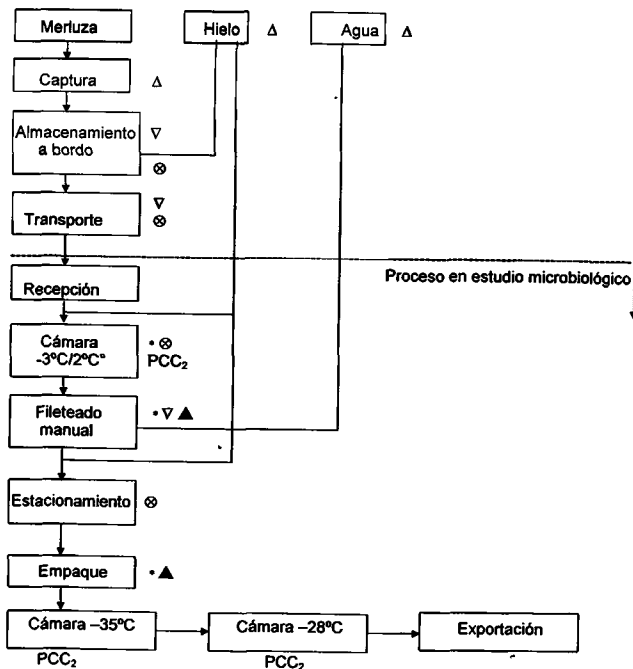 Merluza
Hielo Δ
Agua Δ
Captura Δ
Almacenamiento ∇
a bordo
⊗
Transporte ∇
⊗
Proceso en estudio microbiológico
Recepción
Cámara • ⊗
-3ºC/2ºC" PCC₂
Fileteado • ∇ ▲
manual
Estacionamiento ⊗
Empaque • ▲
Cámara –35ºC
Cámara –28ºC
Exportación
PCC₂
PCC₂